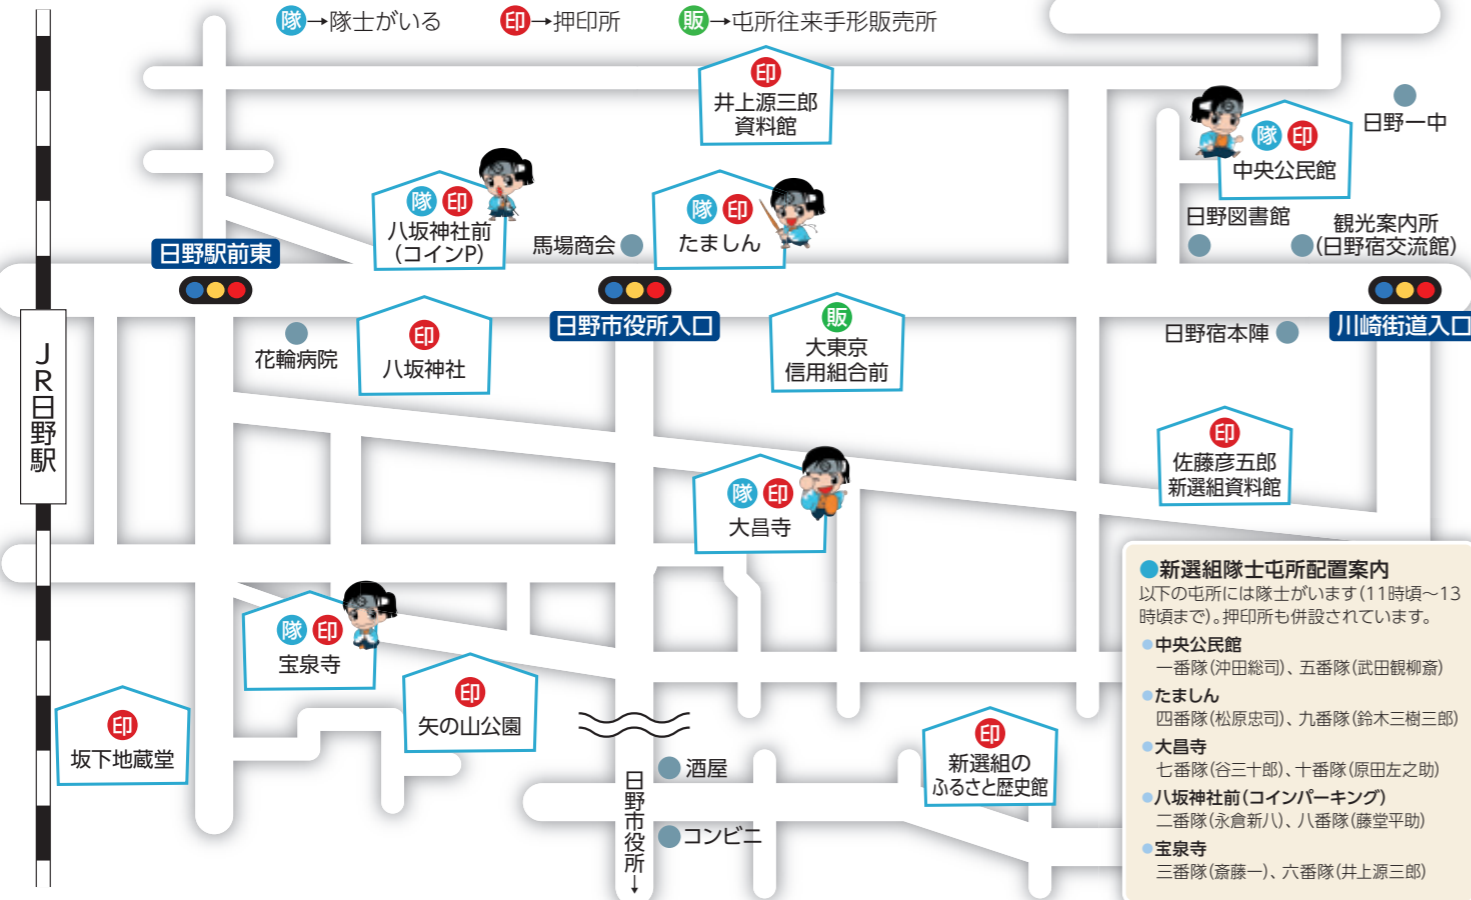 隊→隊士がいる 印→押印所 販→屯所往来手形販売所
印
井上源三郎
資料館
日野一中
隊 印
中央公民館
隊 印
八坂神社前
(コインP)
隊 印
たましん
馬場商会
日野図書館
観光案内所
(日野宿交流館)
日野駅前東
日野市役所入口
川崎街道入口
JR日野駅
花輪病院
印
八坂神社
販
大東京
信用組合前
日野宿本陣
印
佐藤彦五郎
新選組資料館
隊 印
大昌寺
隊 印
宝泉寺
印
矢の山公園
印
坂下地蔵堂
印
新選組の
ふるさと歴史館
酒屋
コンビニ
日野市役所→
●新選組隊士屯所配置案内
以下の屯所には隊士がいます(11時頃〜13
時頃まで)。押印所も併設されています。
●中央公民館
一番隊(沖田総司)、五番隊(武田観柳斎)
●たましん
四番隊(松原忠司)、九番隊(鈴木三樹三郎)
●大昌寺
七番隊(谷三十郎)、十番隊(原田左之助)
●八坂神社前(コインパーキング)
二番隊(永倉新八)、八番隊(藤堂平助)
●宝泉寺
三番隊(斎藤一)、六番隊(井上源三郎)